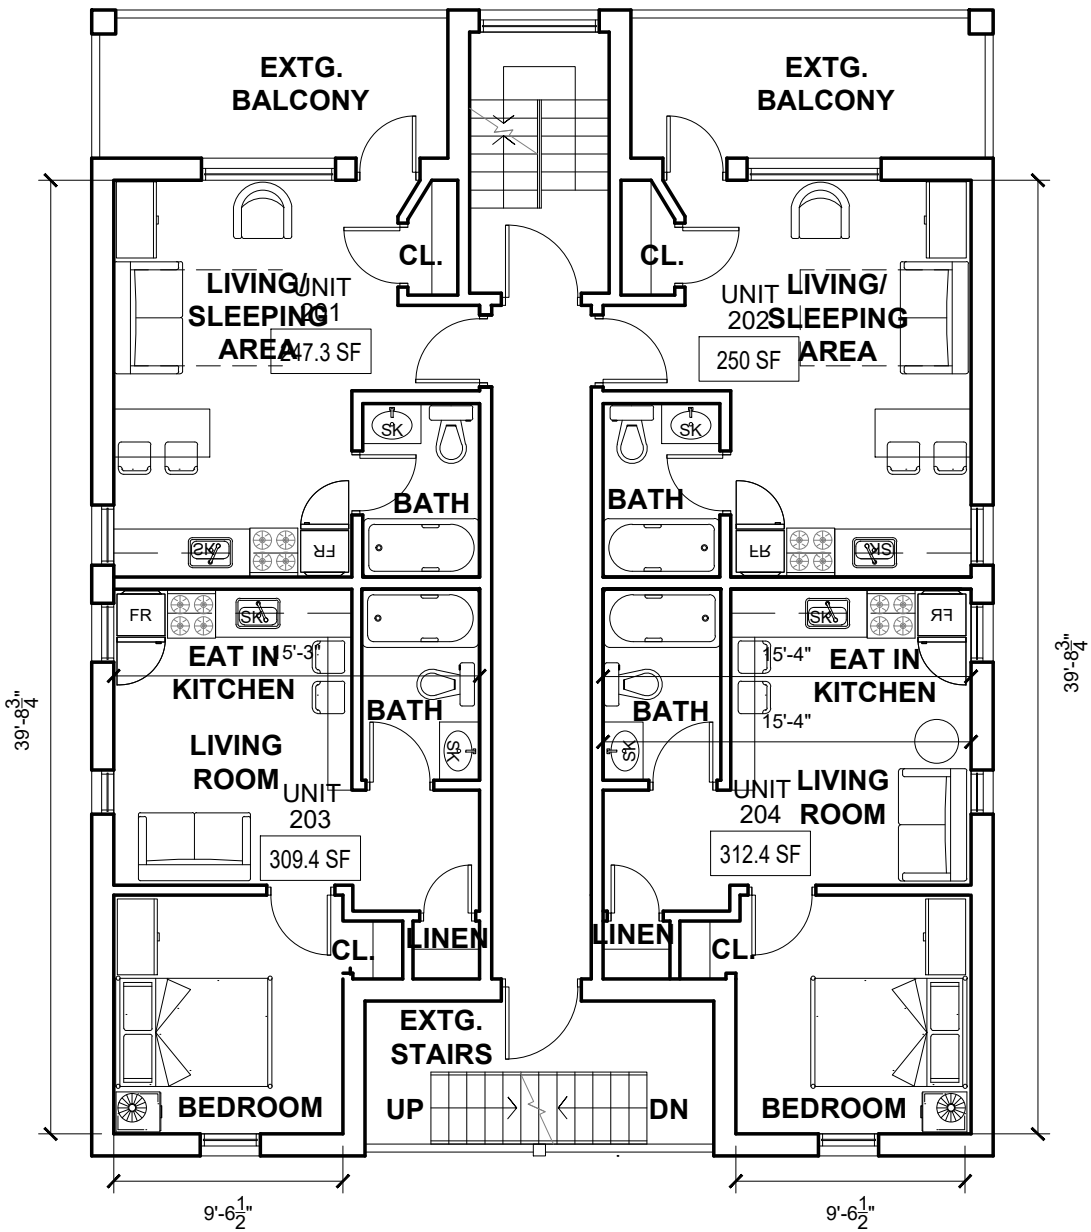 EXTG.
BALCONY
EXTG.
BALCONY
CL.
CL.
LIVING/
SLEEPING
AREA
UNIT
201
247.3 SF
UNIT
202
250 SF
LIVING/
SLEEPING
AREA
SK
SK
BATH
BATH
SK
FR
FR
SK
FR
SK
SK
FR
EAT IN
KITCHEN
15'-3"
15'-4"
EAT IN
KITCHEN
39'-8 3/4"
39'-8 3/4"
BATH
BATH
15'-4"
SK
SK
LIVING
ROOM
UNIT
203
309.4 SF
UNIT
204
312.4 SF
LIVING
ROOM
CL.
LINEN
LINEN
CL.
EXTG.
STAIRS
BEDROOM
UP
DN
BEDROOM
9'-6 1/2"
9'-6 1/2"